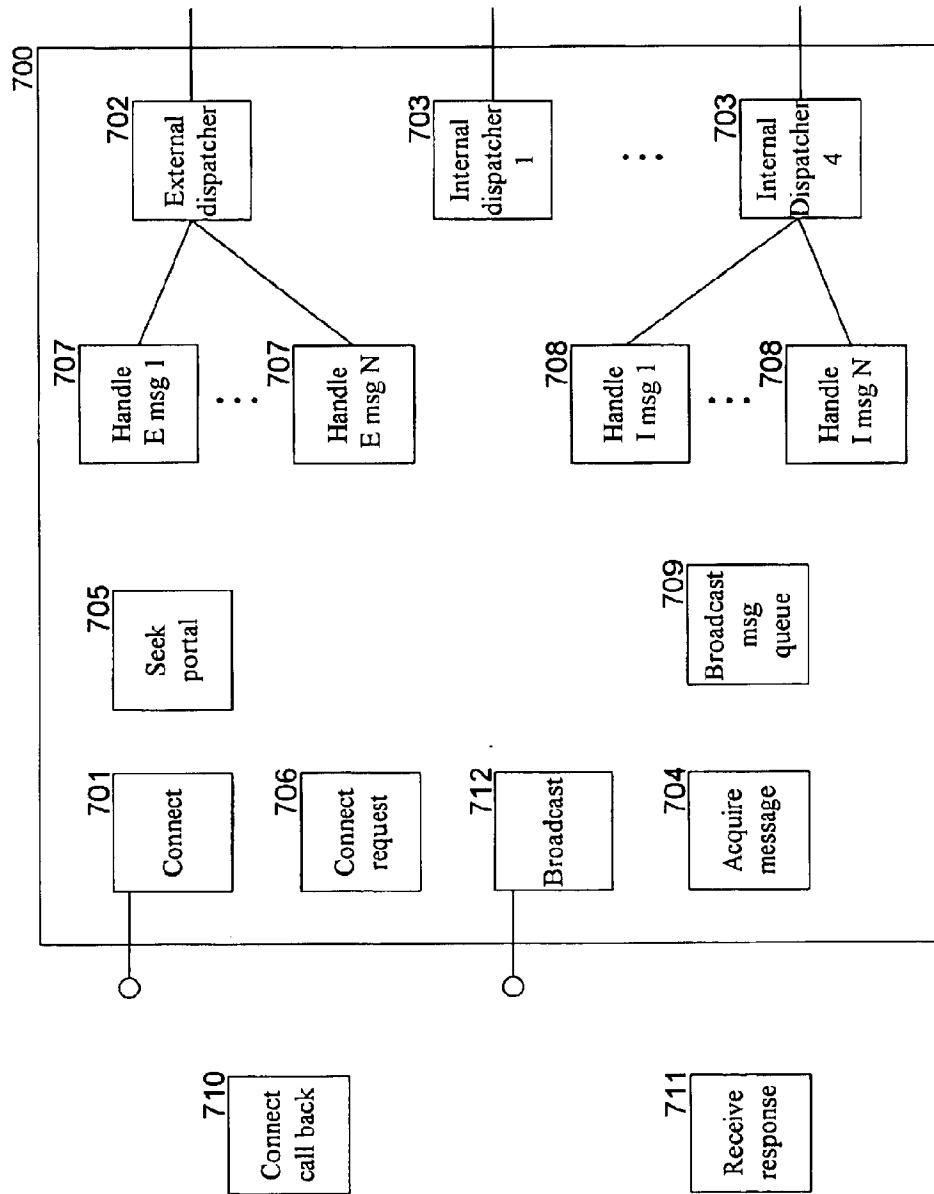 700
710
Connect
call back
701
Connect
705
Seek
portal
707
Handle
E msg 1
702
External
dispatcher
706
Connect
request
• • •
707
Handle
E msg N
703
Internal
dispatcher
1
712
Broadcast
• • •
708
Handle
I msg 1
711
Receive
response
704
Acquire
message
709
Broadcast
msg
queue
• • •
708
Handle
I msg N
703
Internal
Dispatcher
4